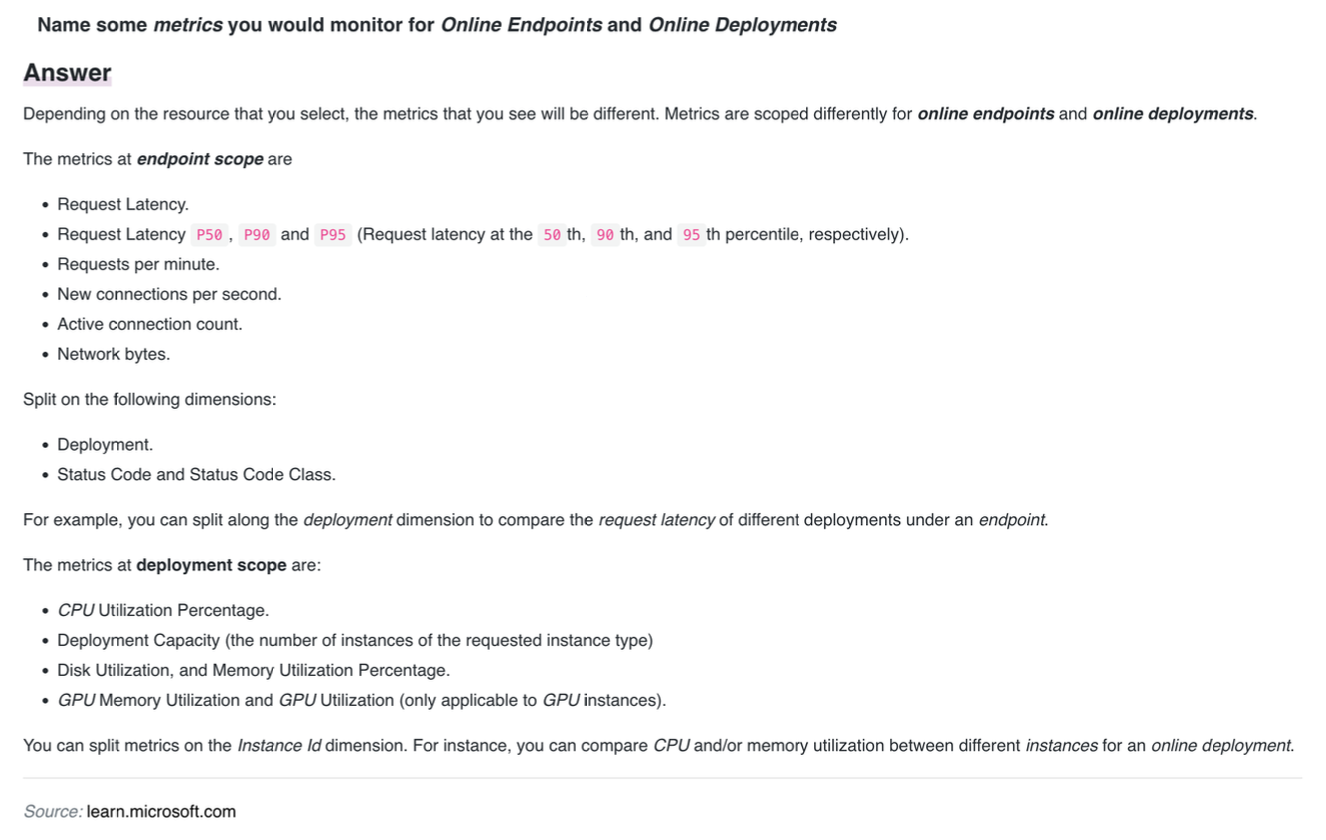 Name some metrics you would monitor for Online Endpoints and Online Deployments
Answer
Depending on the resource that you select, the metrics that you see will be different. Metrics are scoped differently for online endpoints and online deployments.
The metrics at endpoint scope are
• Request Latency.
• Request Latency P50, P90 and P95 (Request latency at the 50 th, 90 th, and 95 th percentile, respectively).
• Requests per minute.
• New connections per second.
• Active connection count.
• Network bytes.
Split on the following dimensions:
• Deployment.
• Status Code and Status Code Class.
For example, you can split along the deployment dimension to compare the request latency of different deployments under an endpoint.
The metrics at deployment scope are:
• CPU Utilization Percentage.
• Deployment Capacity (the number of instances of the requested instance type)
• Disk Utilization, and Memory Utilization Percentage.
• GPU Memory Utilization and GPU Utilization (only applicable to GPU instances).
You can split metrics on the Instance Id dimension. For instance, you can compare CPU and/or memory utilization between different instances for an online deployment.
Source: learn.microsoft.com